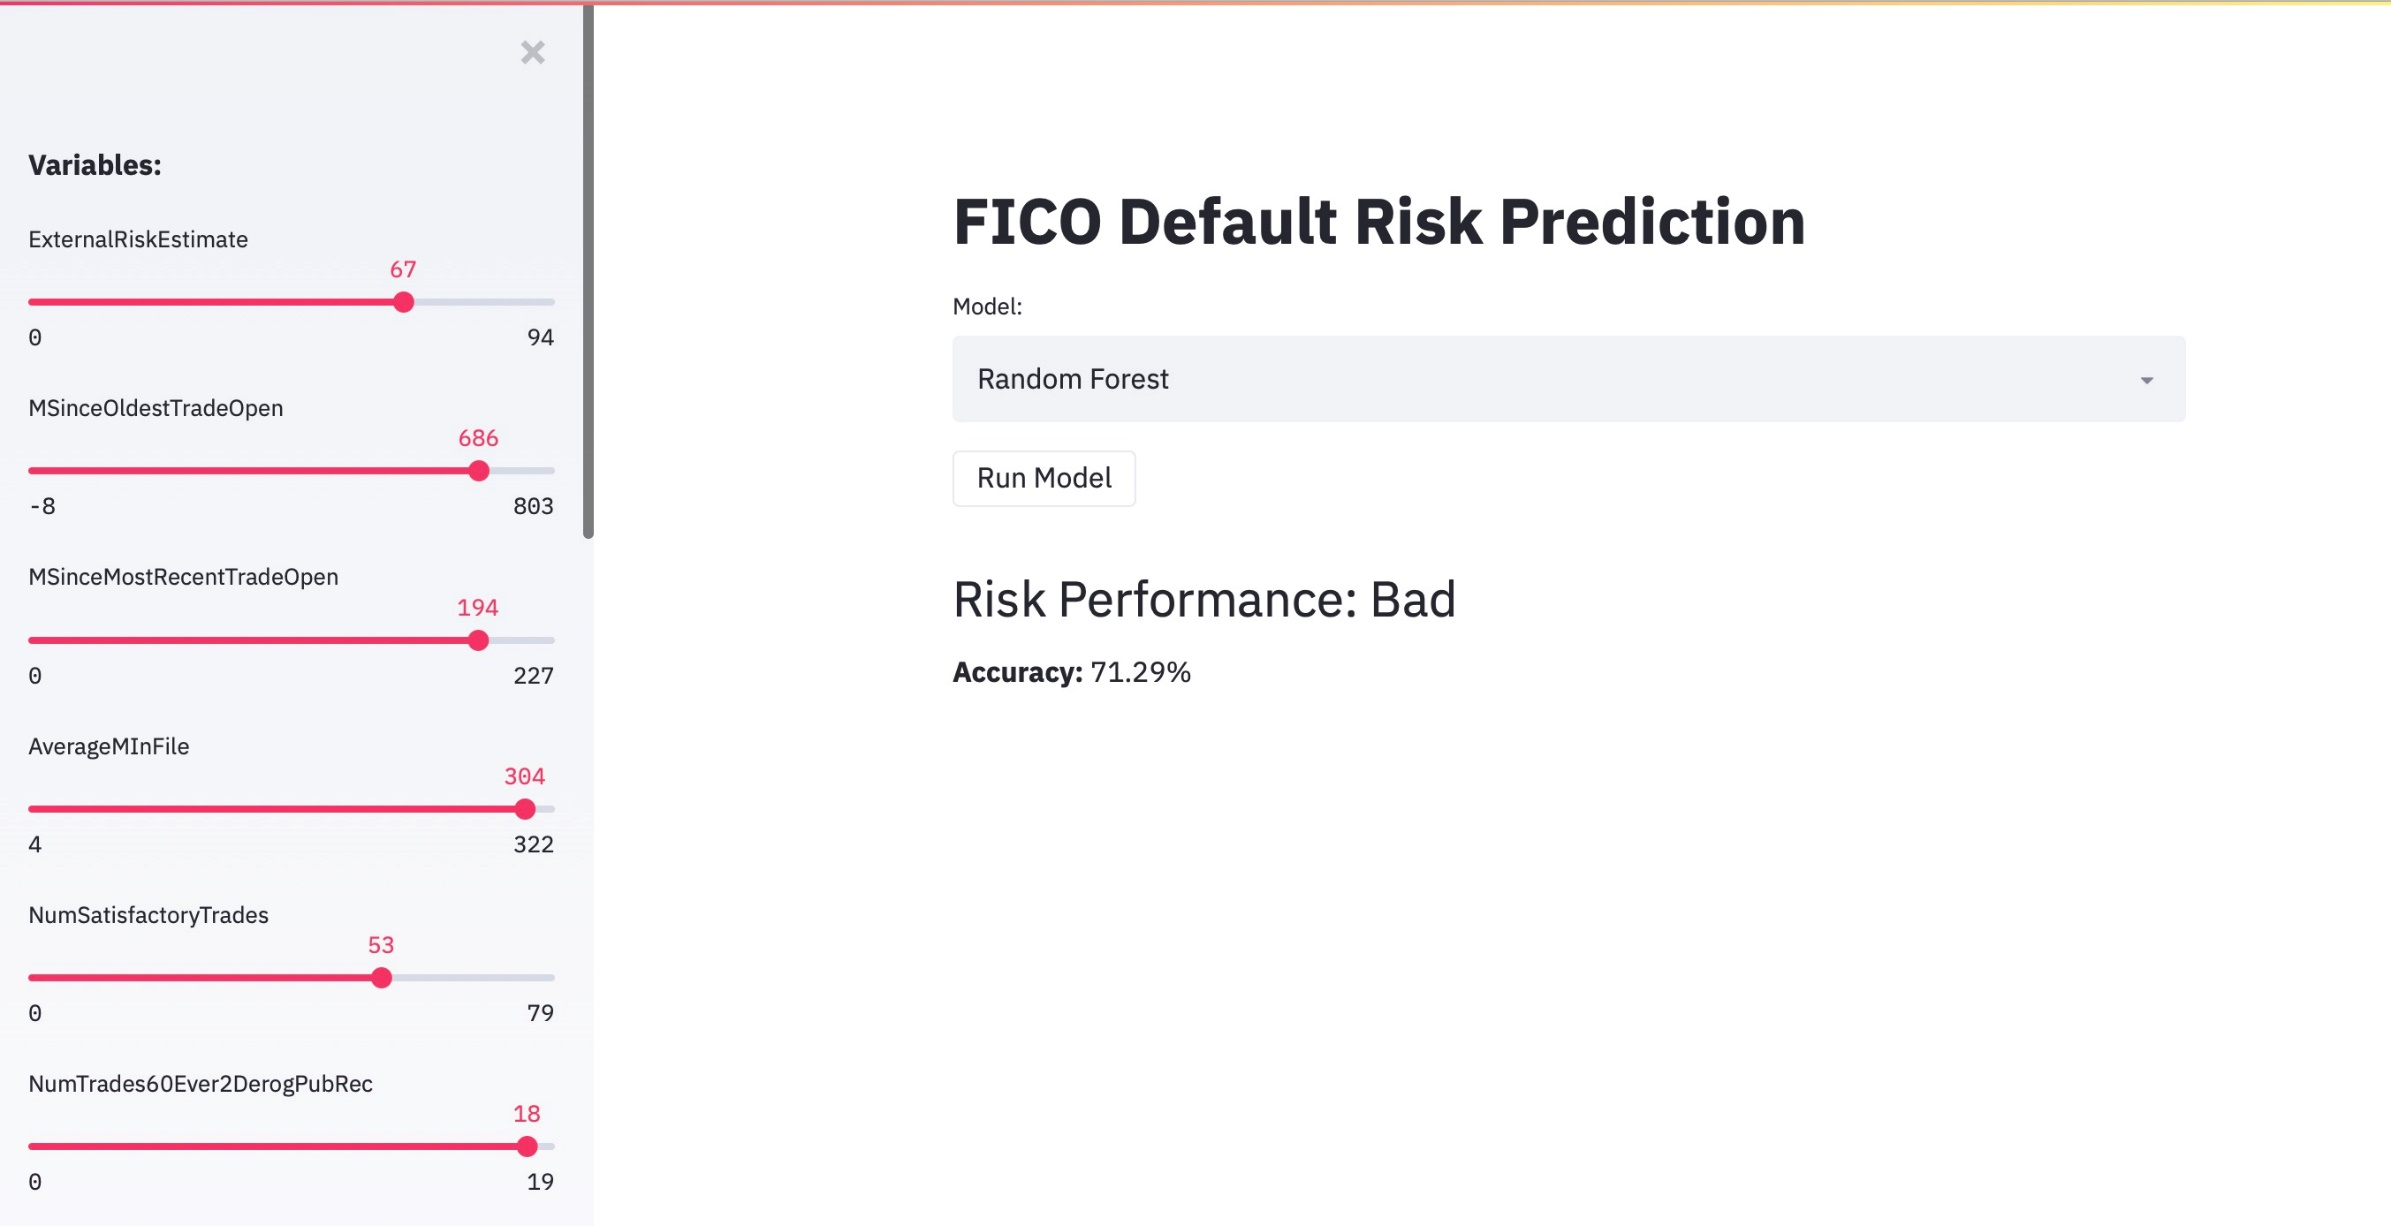 Variables:
ExternalRiskEstimate
67
0 94
MSinceOldestTradeOpen
686
-8 803
MSinceMostRecentTradeOpen
194
0 227
AverageMInFile
304
4 322
NumSatisfactoryTrades
53
0 79
NumTrades60Ever2DerogPubRec
18
0 19
FICO Default Risk Prediction
Model:
Random Forest
Run Model
Risk Performance: Bad
Accuracy: 71.29%